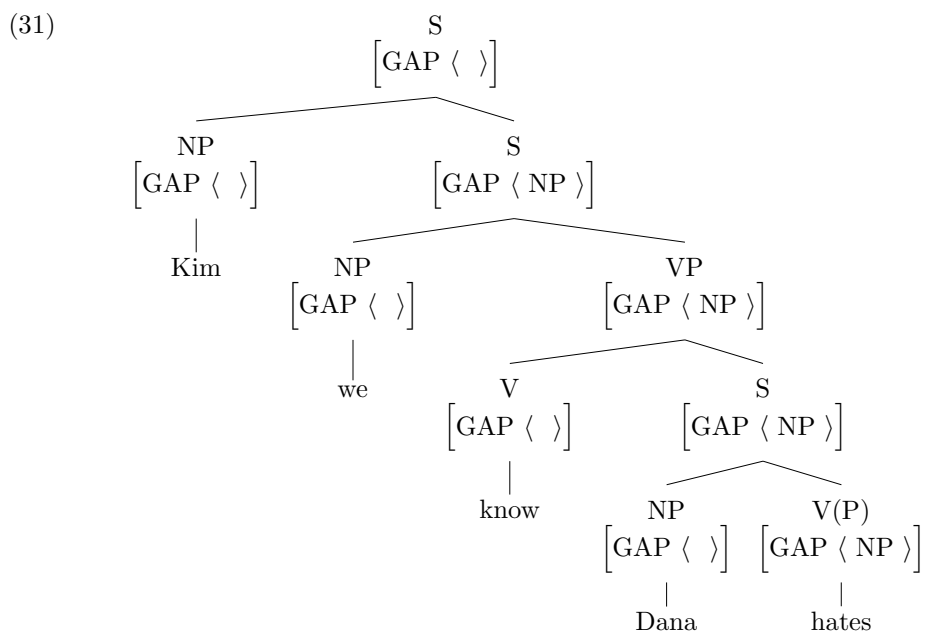 (31)
S
[GAP ⟨ ⟩]
NP S
[GAP ⟨ ⟩] [GAP ⟨ NP ⟩]
Kim NP VP
[GAP ⟨ ⟩] [GAP ⟨ NP ⟩]
we V S
[GAP ⟨ ⟩] [GAP ⟨ NP ⟩]
know NP V(P)
[GAP ⟨ ⟩] [GAP ⟨ NP ⟩]
Dana hates